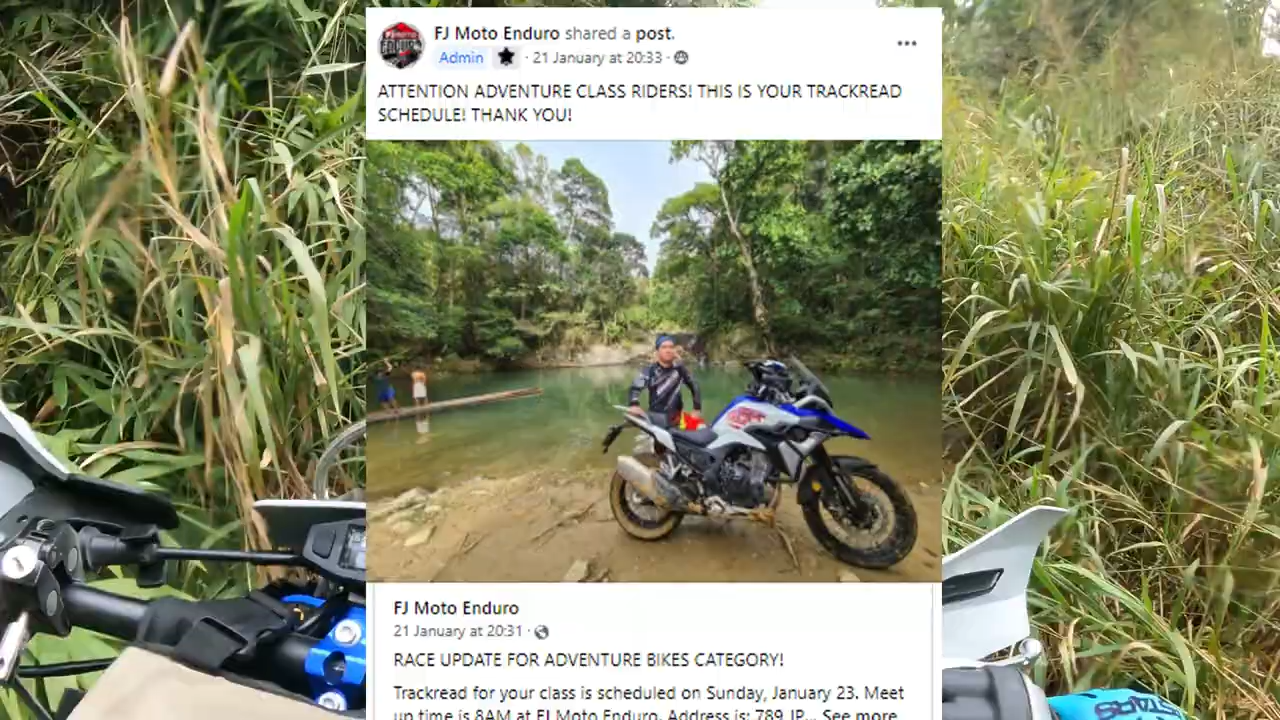 FJ Moto Enduro shared a post.
Admin · 21 January at 20:33 ·
ATTENTION ADVENTURE CLASS RIDERS! THIS IS YOUR TRACKREAD
SCHEDULE! THANK YOU!
FJ Moto Enduro
21 January at 20:31 ·
RACE UPDATE FOR ADVENTURE BIKES CATEGORY!
Trackread for your class is scheduled on Sunday, January 23. Meet
up time is 8AM at FJ Moto Enduro. Address is: 789 JP... See more
STARS